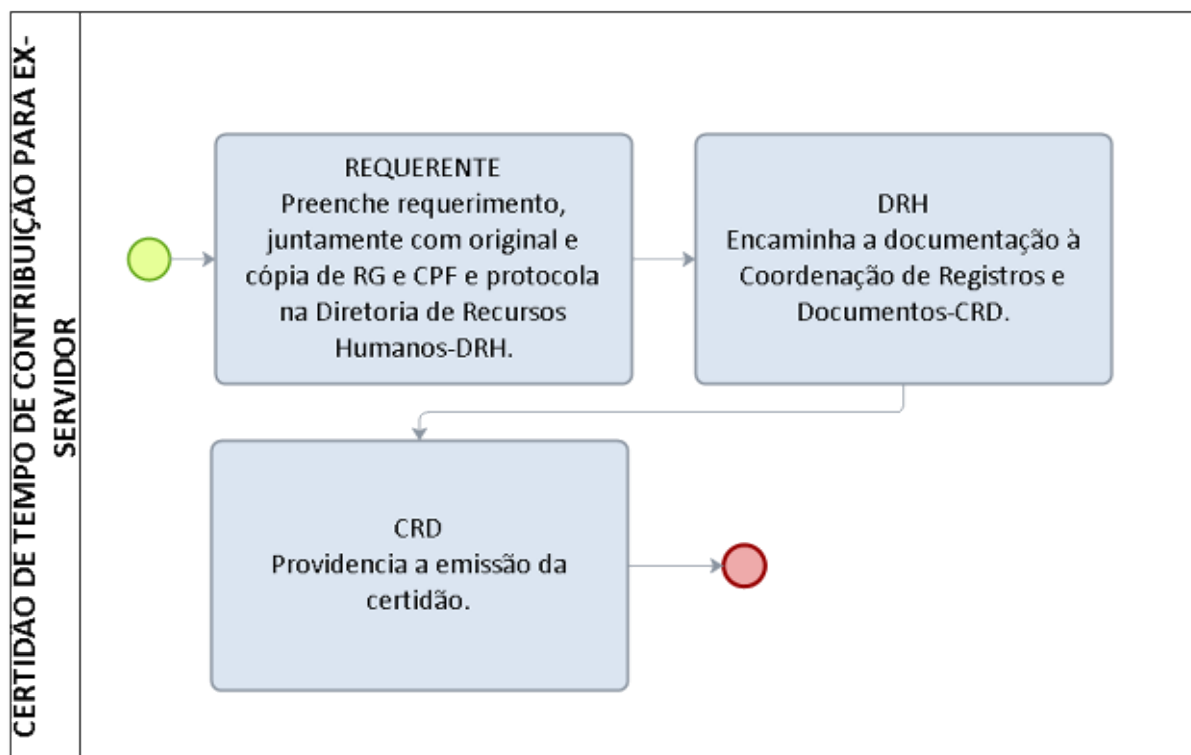 CERTIDÃO DE TEMPO DE CONTRIBUIÇÃO PARA EX-
SERVIDOR
REQUERENTE
Preenche requerimento,
juntamente com original e
cópia de RG e CPF e protocola
na Diretoria de Recursos
Humanos-DRH.
DRH
Encaminha a documentação à
Coordenação de Registros e
Documentos-CRD.
CRD
Providencia a emissão da
certidão.